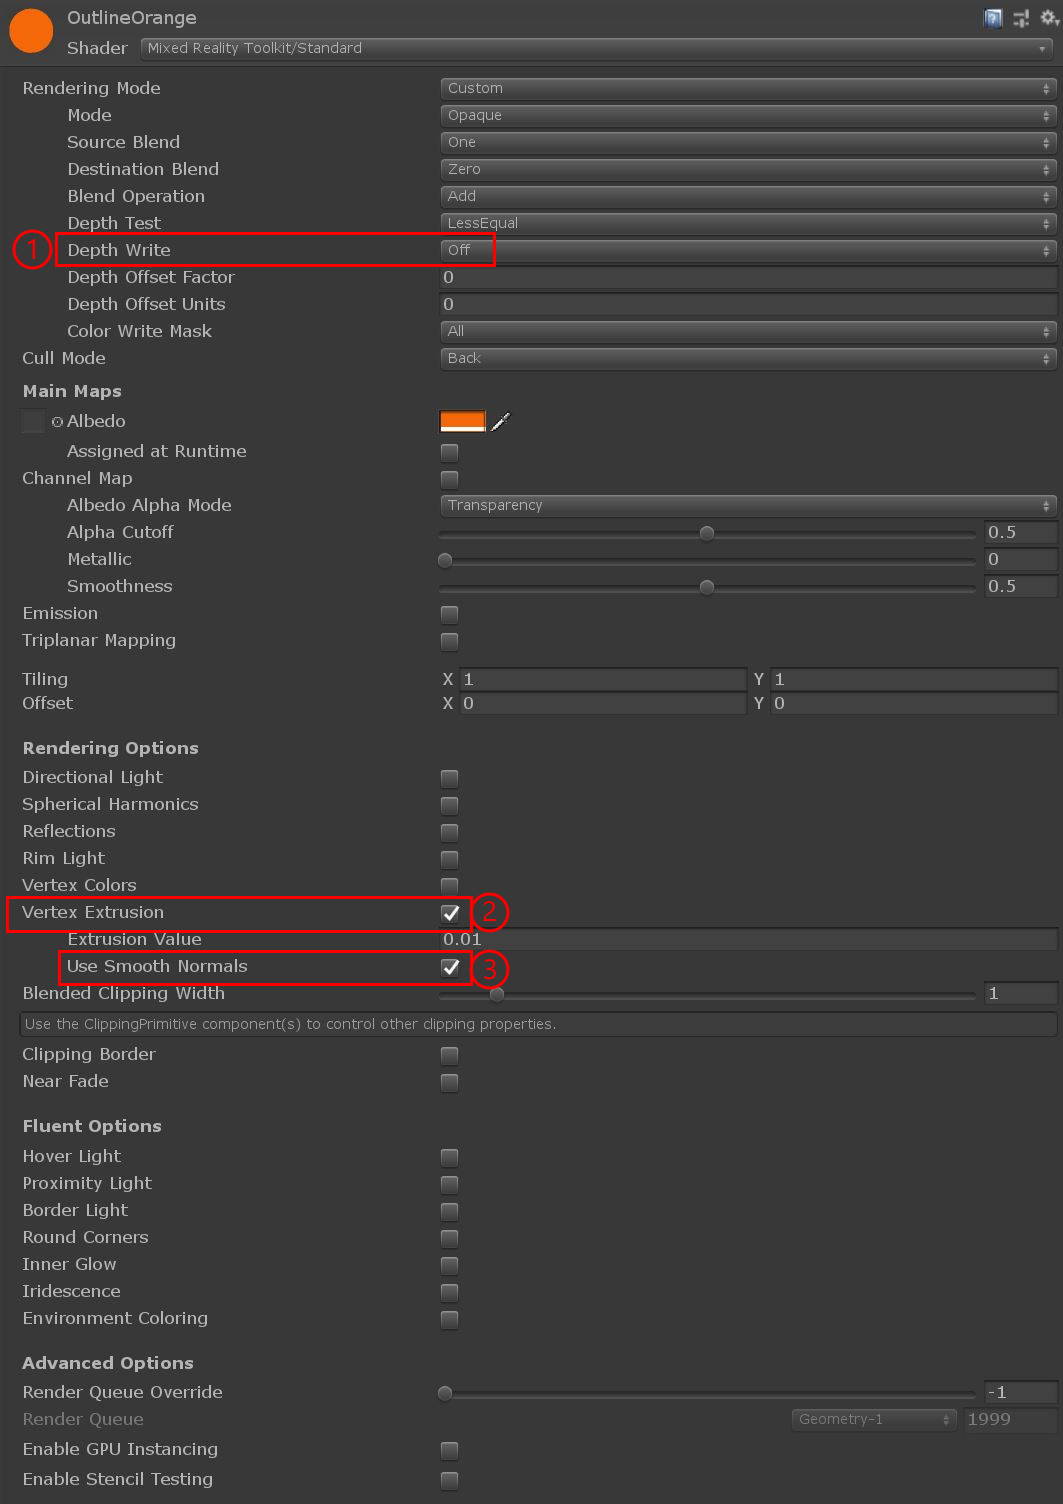 OutlineOrange
Shader Mixed Reality Toolkit/Standard
Rendering Mode Custom
Mode Opaque
Source Blend One
Destination Blend Zero
Blend Operation Add
Depth Test LessEqual
1 Depth Write Off
Depth Offset Factor 0
Depth Offset Units 0
Color Write Mask All
Cull Mode Back
Main Maps
Albedo
Assigned at Runtime
Channel Map
Albedo Alpha Mode Transparency
Alpha Cutoff 0.5
Metallic 0
Smoothness 0.5
Emission
Triplanar Mapping
Tiling X 1 Y 1
Offset X 0 Y 0
Rendering Options
Directional Light
Spherical Harmonics
Reflections
Rim Light
Vertex Colors
Vertex Extrusion 2
Extrusion Value 0.01
Use Smooth Normals 3
Blended Clipping Width 1
Use the ClippingPrimitive component(s) to control other clipping properties.
Clipping Border
Near Fade
Fluent Options
Hover Light
Proximity Light
Border Light
Round Corners
Inner Glow
Iridescence
Environment Coloring
Advanced Options
Render Queue Override -1
Render Queue Geometry-1 1999
Enable GPU Instancing
Enable Stencil Testing